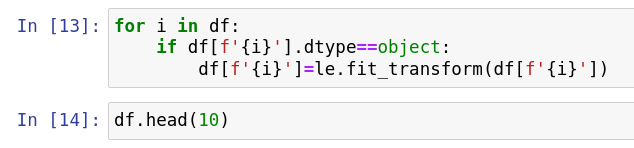 In [13]: for i in df:
if df[f'{i}'].dtype==object:
df[f'{i}']=le.fit_transform(df[f'{i}'])
In [14]: df.head(10)